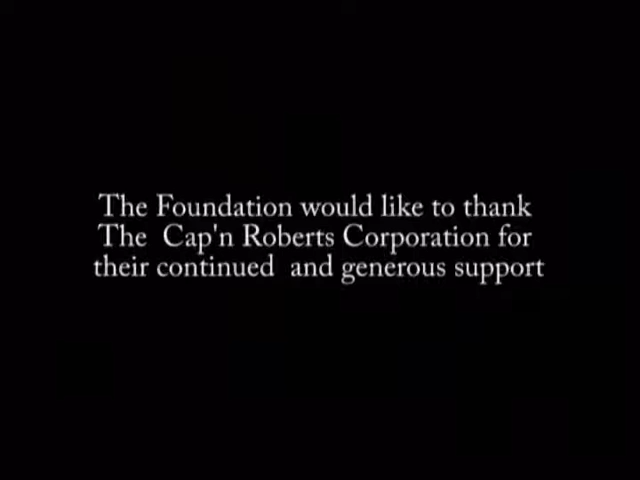 The Foundation would like to thank
The  Cap'n Roberts Corporation for
their continued  and generous support